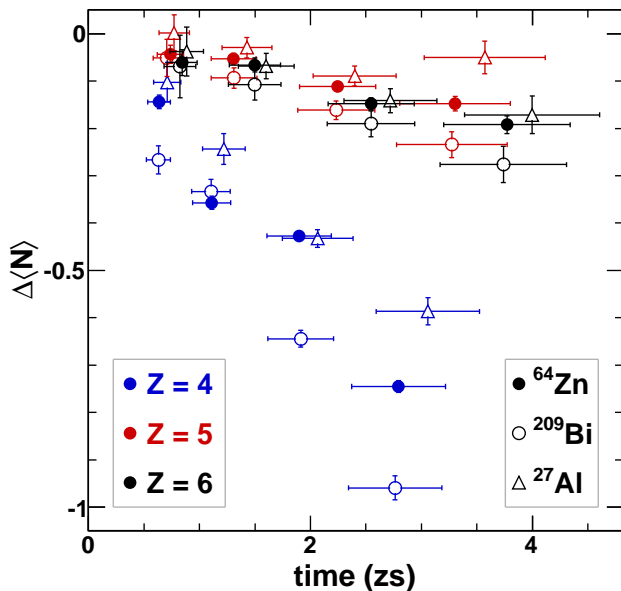 0
-0.5
-1
Δ⟨N⟩
Z = 4
Z = 5
Z = 6
⁶⁴Zn
²⁰⁹Bi
²⁷Al
0 2 4
time (zs)